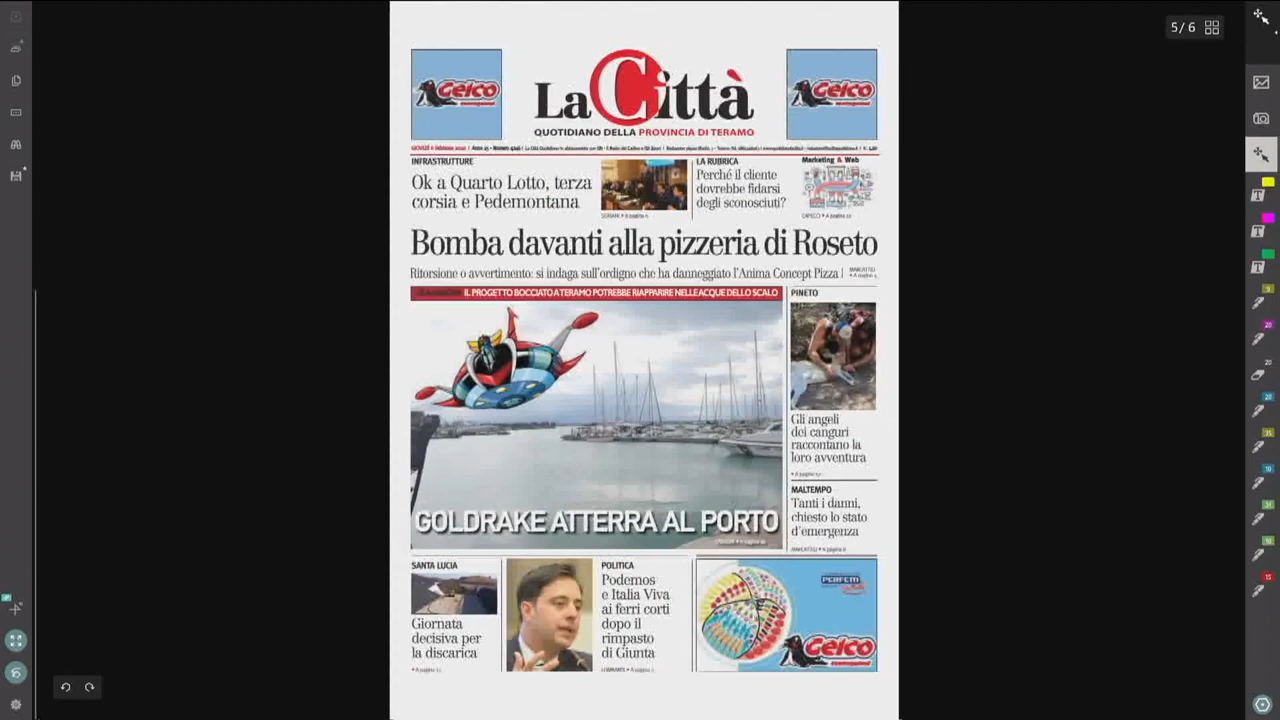 5/ 6
Gelco
La Città
QUOTIDIANO DELLA PROVINCIA DI TERAMO
Gelco
INFRASTRUTTURE
Ok a Quarto Lotto, terza
corsia e Pedemontana
LA RUBRICA
Perché il cliente
dovrebbe fidarsi
degli sconosciuti?
Marketing & Web
Bomba davanti alla pizzeria di Roseto
Ritorsione o avvertimento: si indaga sull'ordigno che ha danneggiato l'Anima Concept Pizza
IL PROGETTO BOCCIATO A TERAMO POTREBBE RIAPPARIRE NELLE ACQUE DELLO SCALO
GOLDRAKE ATTERRA AL PORTO
PINETO
Gli angeli
dei canguri
raccontano la
loro avventura
MALTEMPO
Tanti i danni,
chiesto lo stato
d'emergenza
SANTA LUCIA
Giornata
decisiva per
la discarica
POLITICA
Podemos
e Italia Viva
ai ferri corti
dopo il
rimpasto
di Giunta
PERFETTI
Gelco